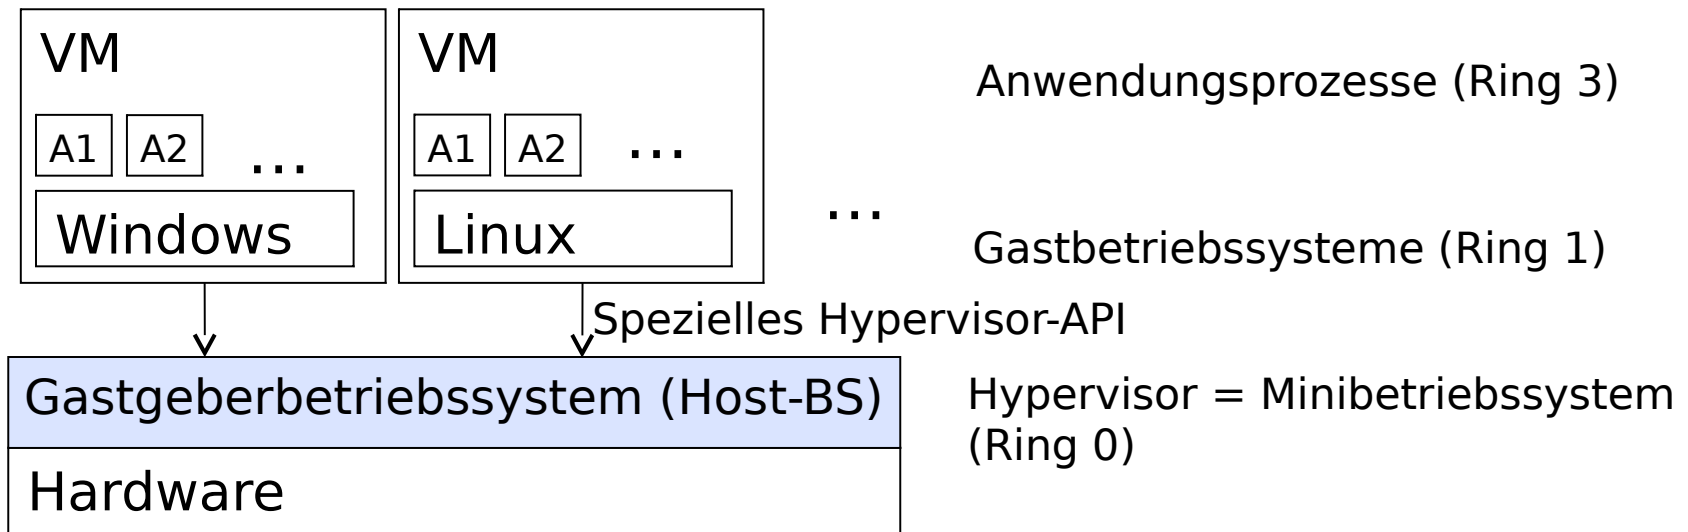 VM
A1 A2 ...
Windows
VM
A1 A2 ...
Linux
...
Anwendungsprozesse (Ring 3)
Gastbetriebssysteme (Ring 1)
Spezielles Hypervisor-API
Gastgeberbetriebssystem (Host-BS)
Hypervisor = Minibetriebssystem
(Ring 0)
Hardware